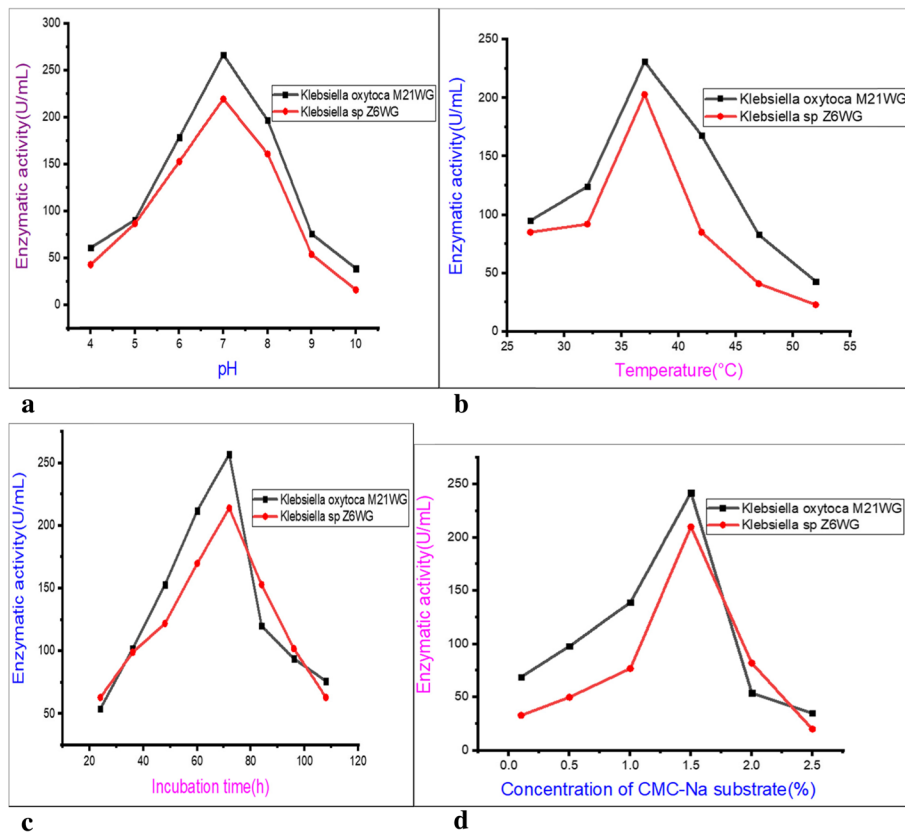 300
250
200
150
100
50
0
Enzymatic activity(U/mL)
Klebsiella oxytoca M21WG
Klebsiella sp Z6WG
4 5 6 7 8 9 10
pH
a
250
200
150
100
50
0
Enzymatic activity(U/mL)
Klebsiella oxytoca M21WG
Klebsiella sp Z6WG
25 30 35 40 45 50 55
Temperature(°C)
b
250
200
150
100
50
Enzymatic activity(U/mL)
Klebsiella oxytoca M21WG
Klebsiella sp Z6WG
20 40 60 80 100 120
Incubation time(h)
c
250
200
150
100
50
0
Enzymatic activity(U/mL)
Klebsiella oxytoca M21WG
Klebsiella sp Z6WG
0.0 0.5 1.0 1.5 2.0 2.5
Concentration of CMC-Na substrate(%)
d